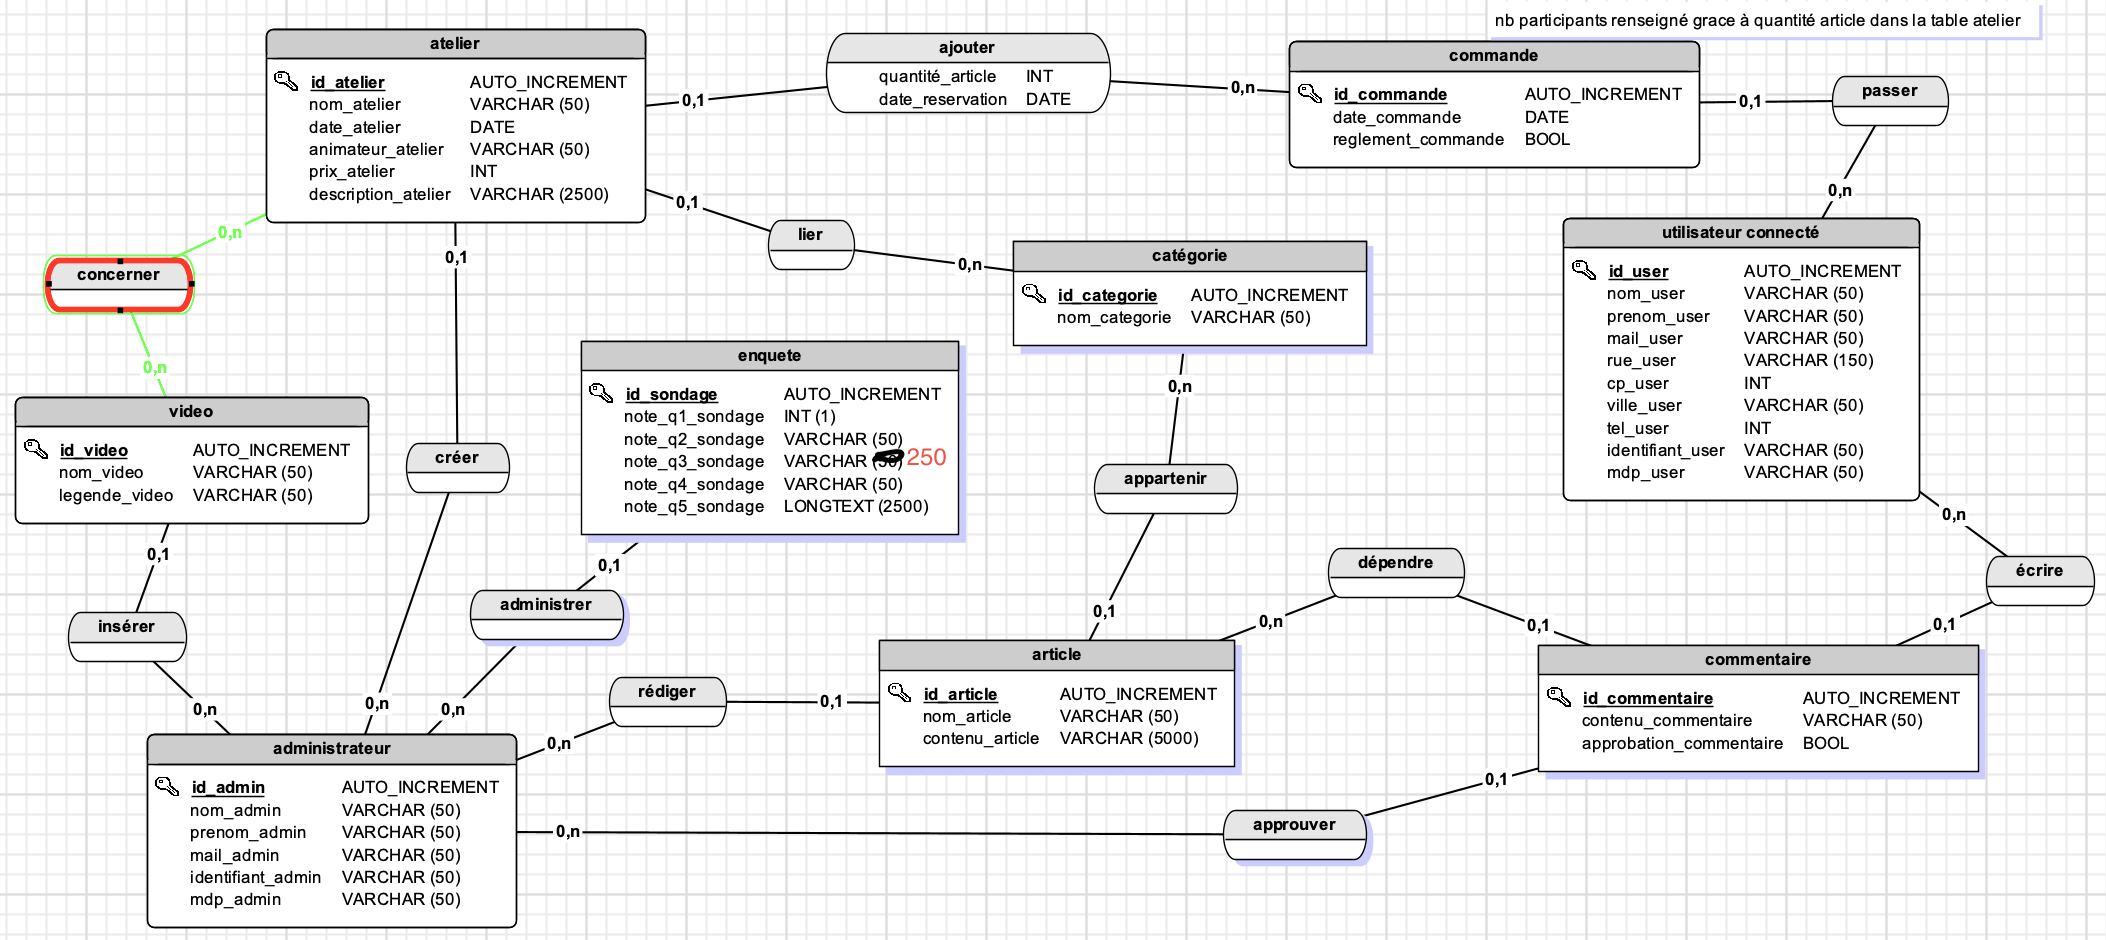 nb participants renseigné grace à quantité article dans la table atelier
atelier
id_atelier AUTO_INCREMENT
nom_atelier VARCHAR (50)
date_atelier DATE
animateur_atelier VARCHAR (50)
prix_atelier INT
description_atelier VARCHAR (2500)
0,1
ajouter
quantité_article INT
date_reservation DATE
0,n
commande
id_commande AUTO_INCREMENT
date_commande DATE
reglement_commande BOOL
0,1
passer
0,n
0,n
concerner
0,n
0,1
0,1
lier
0,n
catégorie
id_categorie AUTO_INCREMENT
nom_categorie VARCHAR (50)
utilisateur connecté
id_user AUTO_INCREMENT
nom_user VARCHAR (50)
prenom_user VARCHAR (50)
mail_user VARCHAR (50)
rue_user VARCHAR (150)
cp_user INT
ville_user VARCHAR (50)
tel_user INT
identifiant_user VARCHAR (50)
mdp_user VARCHAR (50)
enquete
id_sondage AUTO_INCREMENT
note_q1_sondage INT (1)
note_q2_sondage VARCHAR (50)
note_q3_sondage VARCHAR (50) 250
note_q4_sondage VARCHAR (50)
note_q5_sondage LONGTEXT (2500)
0,n
video
id_video AUTO_INCREMENT
nom_video VARCHAR (50)
legende_video VARCHAR (50)
créer
appartenir
0,n
0,1
insérer
0,1
administrer
dépendre
écrire
0,1
0,n
0,1
0,1
0,n
0,n
0,n
rédiger
0,1
0,n
article
id_article AUTO_INCREMENT
nom_article VARCHAR (50)
contenu_article VARCHAR (5000)
commentaire
id_commentaire AUTO_INCREMENT
contenu_commentaire VARCHAR (50)
approbation_commentaire BOOL
administrateur
id_admin AUTO_INCREMENT
nom_admin VARCHAR (50)
prenom_admin VARCHAR (50)
mail_admin VARCHAR (50)
identifiant_admin VARCHAR (50)
mdp_admin VARCHAR (50)
0,n
approuver
0,1